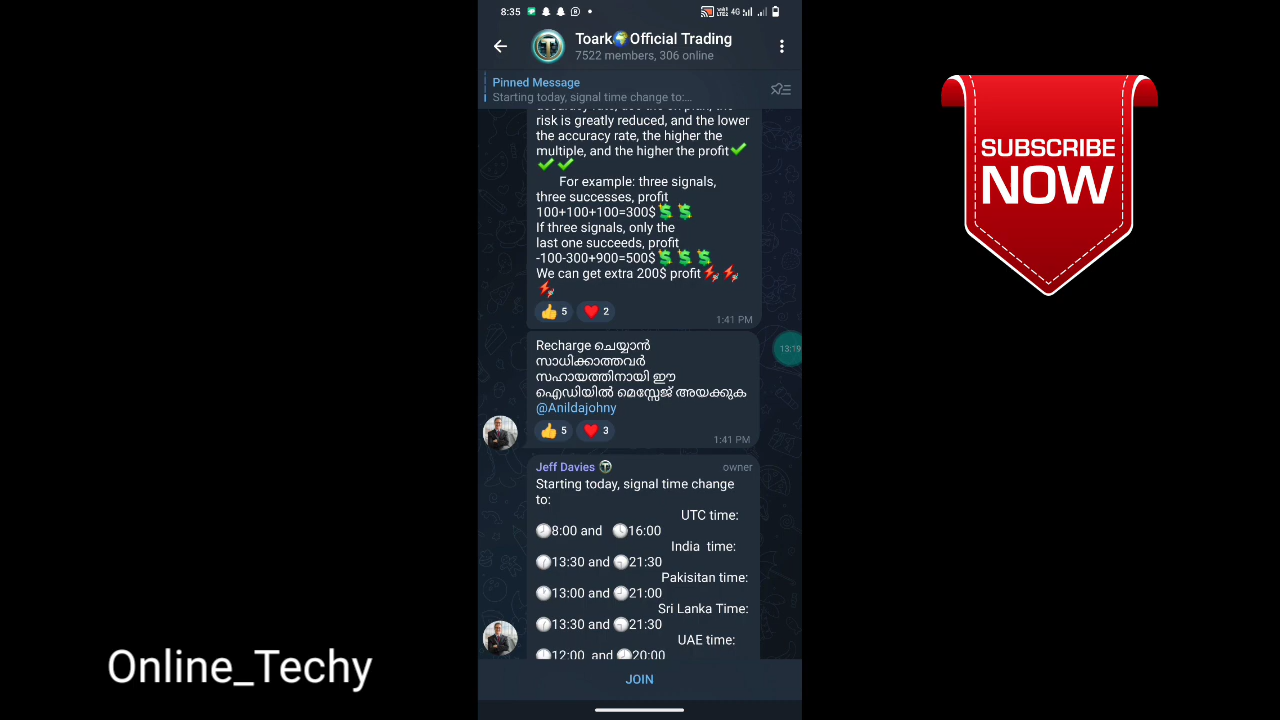 8:35
4G
Toark🌍Official Trading
7522 members, 306 online
Pinned Message
Starting today, signal time change to:...
risk is greatly reduced, and the lower
the accuracy rate, the higher the
multiple, and the higher the profit✅
✅ ✅
For example: three signals,
three successes, profit
100+100+100=300$💲 💲
If three signals, only the
last one succeeds, profit
-100-300+900=500$💲 💲 💲
We can get extra 200$ profit⚡ ⚡
⚡
👍 5 ❤️ 2
1:41 PM
Recharge ചെയ്യാൻ
സാധിക്കാത്തവർ
സഹായത്തിനായി ഈ
ഐഡിയിൽ മെസ്സേജ് അയക്കുക
@Anildajohny
👍 5 ❤️ 3
1:41 PM
Jeff Davies
owner
Starting today, signal time change
to:
UTC time:
🕗8:00 and 🕓16:00
India time:
🕜13:30 and 🕤21:30
Pakisitan time:
🕐13:00 and 🕘21:00
Sri Lanka Time:
🕜13:30 and 🕤21:30
UAE time:
🕛12:00 and 🕗20:00
JOIN
13:19
SUBSCRIBE
NOW
Online_Techy